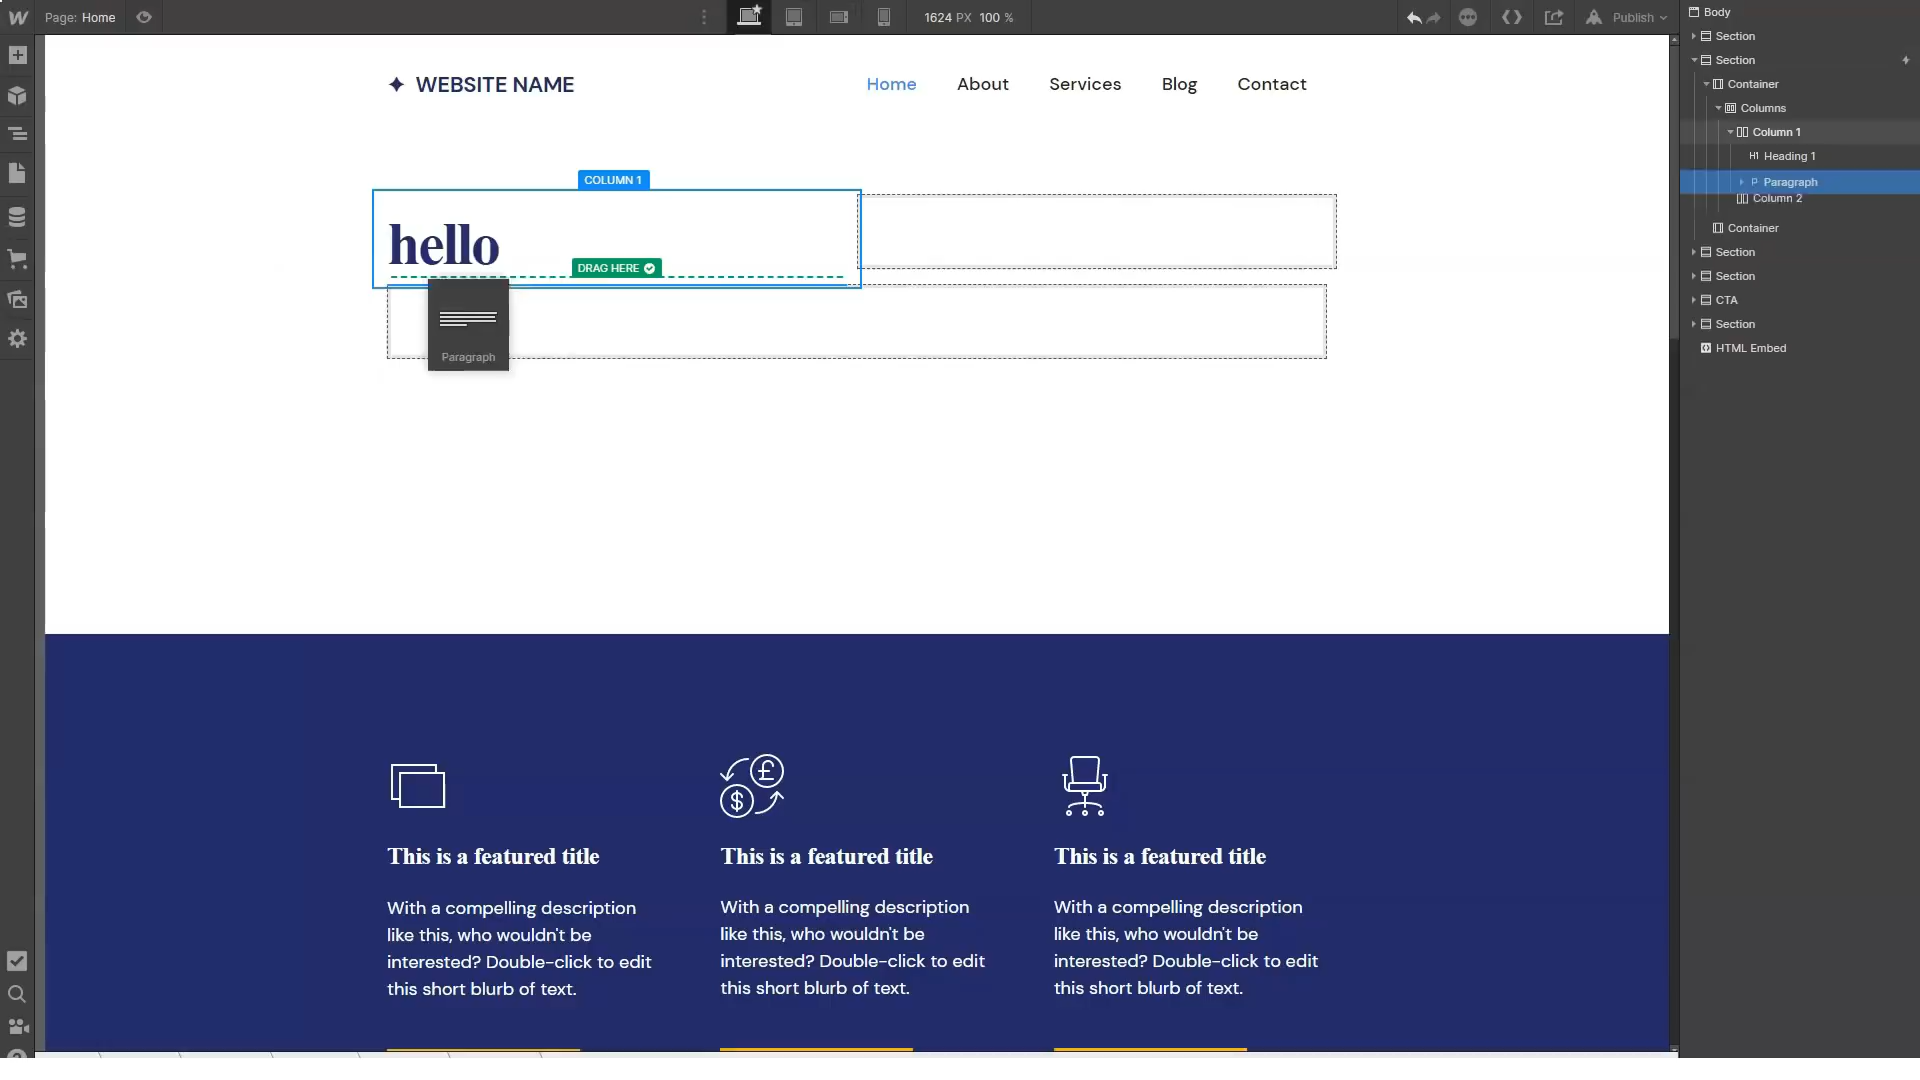 Page: Home
1624 PX 100 %
Publish
Body
Section
Section
Container
Columns
Column 1
H1 Heading 1
P Paragraph
Column 2
Container
Section
Section
CTA
Section
HTML Embed
WEBSITE NAME
Home About Services Blog Contact
COLUMN 1
hello
DRAG HERE
Paragraph
This is a featured title
With a compelling description
like this, who wouldn't be
interested? Double-click to edit
this short blurb of text.
This is a featured title
With a compelling description
like this, who wouldn't be
interested? Double-click to edit
this short blurb of text.
This is a featured title
With a compelling description
like this, who wouldn't be
interested? Double-click to edit
this short blurb of text.